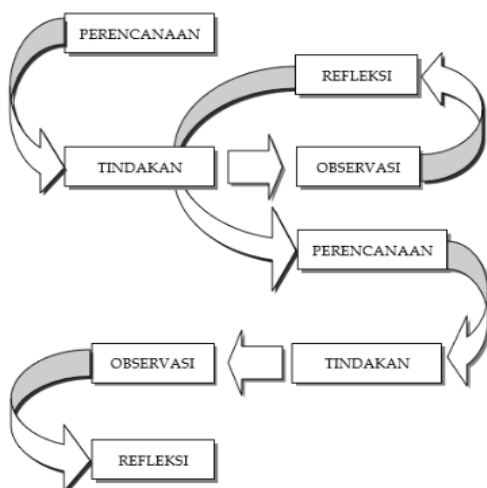 PERENCANAAN
REFLEKSI
TINDAKAN
OBSERVASI
PERENCANAAN
OBSERVASI
TINDAKAN
REFLEKSI